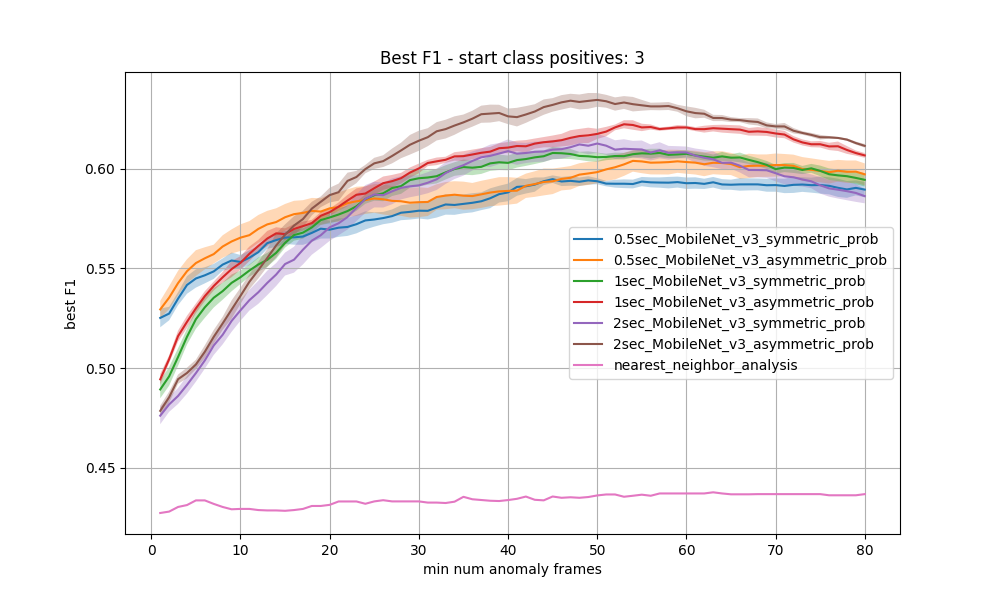 Best F1 - start class positives: 3
best F1
0.60
0.55
0.50
0.45
0.5sec_MobileNet_v3_symmetric_prob
0.5sec_MobileNet_v3_asymmetric_prob
1sec_MobileNet_v3_symmetric_prob
1sec_MobileNet_v3_asymmetric_prob
2sec_MobileNet_v3_symmetric_prob
2sec_MobileNet_v3_asymmetric_prob
nearest_neighbor_analysis
0 10 20 30 40 50 60 70 80
min num anomaly frames